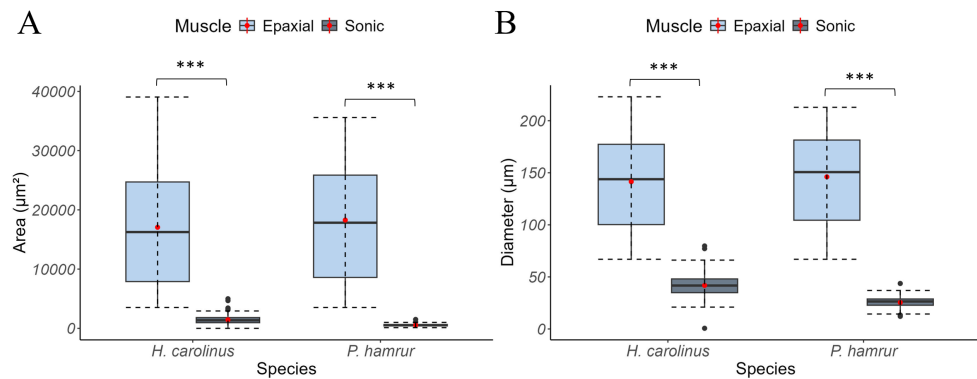 A
Muscle Epaxial Sonic
*** ***
40000
30000
20000
10000
0
Area (µm²)
H. carolinus P. hamrur
Species
B
Muscle Epaxial Sonic
*** ***
200
150
100
50
0
Diameter (µm)
H. carolinus P. hamrur
Species